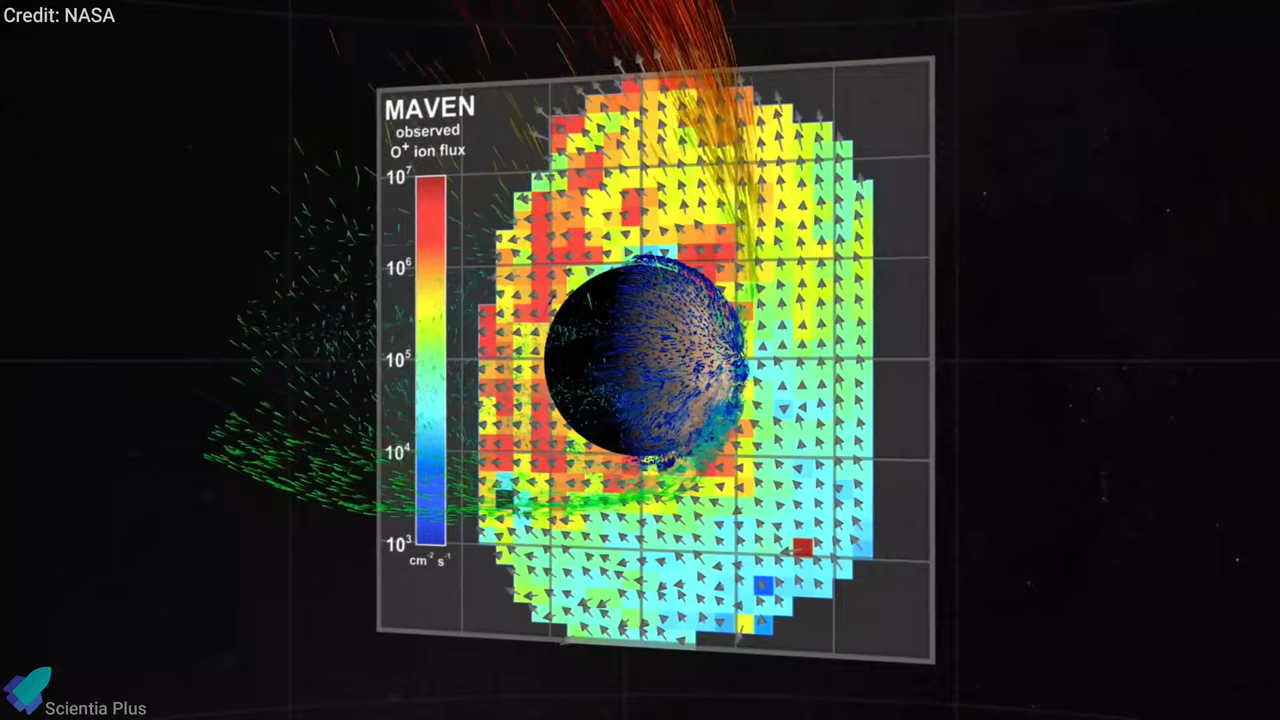 Credit: NASA
MAVEN
observed
O⁺ ion flux
10⁷
10⁶
10⁵
10⁴
10³
cm⁻² s⁻¹
Scientia Plus